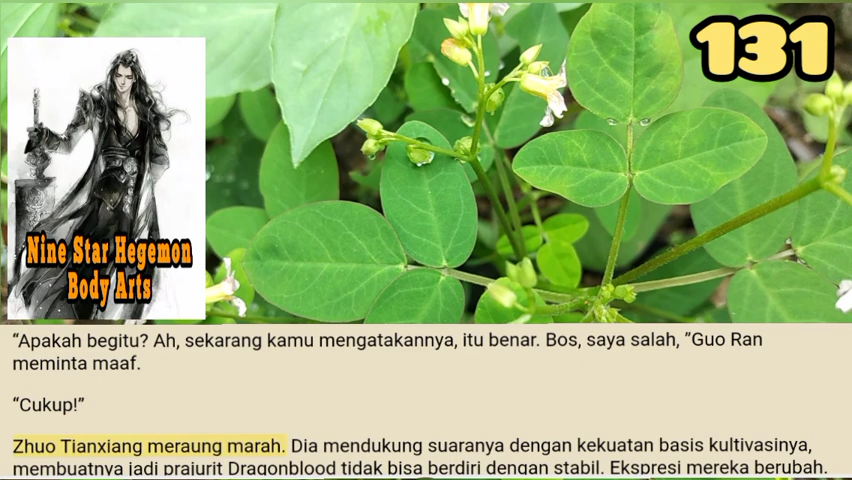 131
Nine Star Hegemon
Body Arts
“Apakah begitu? Ah, sekarang kamu mengatakannya, itu benar. Bos, saya salah, ”Guo Ran
meminta maaf.
“Cukup!”
Zhuo Tianxiang meraung marah. Dia mendukung suaranya dengan kekuatan basis kultivasinya,
membuatnya jadi prajurit Dragonblood tidak bisa berdiri dengan stabil. Ekspresi mereka berubah.